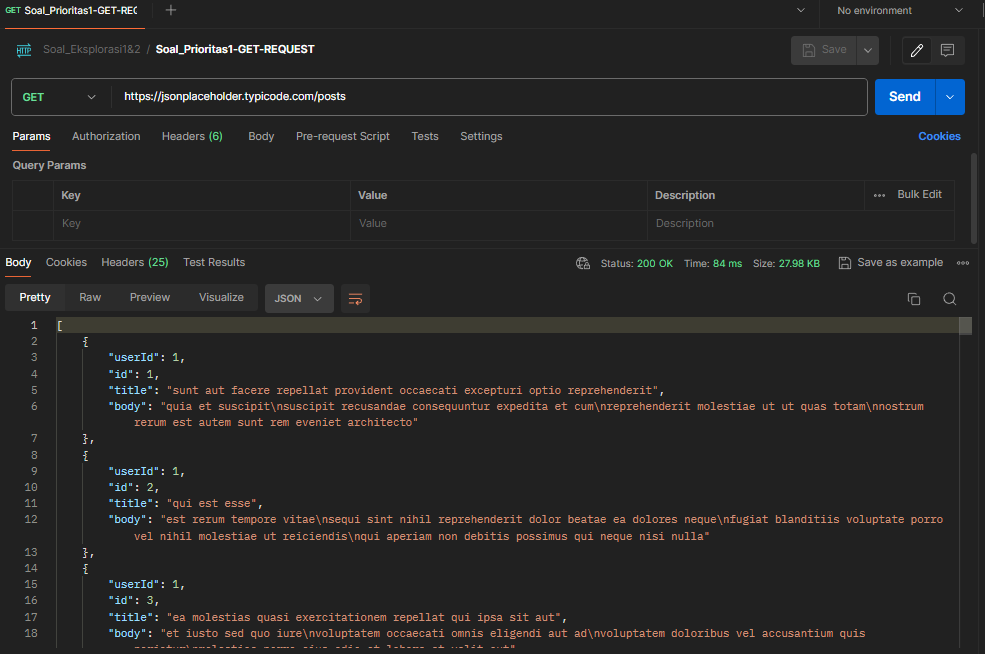 GET Soal_Prioritas1-GET-REC
No environment
HTTP Soal_Eksplorasi1&2 / Soal_Prioritas1-GET-REQUEST
Save
GET https://jsonplaceholder.typicode.com/posts Send
Params Authorization Headers (6) Body Pre-request Script Tests Settings Cookies
Query Params
Key Value Description Bulk Edit
Key Value Description
Body Cookies Headers (25) Test Results Status: 200 OK Time: 84 ms Size: 27.98 KB Save as example
Pretty Raw Preview Visualize JSON
1 [
2 {
3 "userId": 1,
4 "id": 1,
5 "title": "sunt aut facere repellat provident occaecati excepturi optio reprehenderit",
6 "body": "quia et suscipit\nsuscipit recusandae consequuntur expedita et cum\nreprehenderit molestiae ut ut quas totam\nnostrum
rerum est autem sunt rem eveniet architecto"
7 },
8 {
9 "userId": 1,
10 "id": 2,
11 "title": "qui est esse",
12 "body": "est rerum tempore vitae\nsequi sint nihil reprehenderit dolor beatae ea dolores neque\nfugiat blanditiis voluptate porro
vel nihil molestiae ut reiciendis\nqui aperiam non debitis possimus qui neque nisi nulla"
13 },
14 {
15 "userId": 1,
16 "id": 3,
17 "title": "ea molestias quasi exercitationem repellat qui ipsa sit aut",
18 "body": "et iusto sed quo iure\nvoluptatem occaecati omnis eligendi aut ad\nvoluptatem doloribus vel accusantium quis